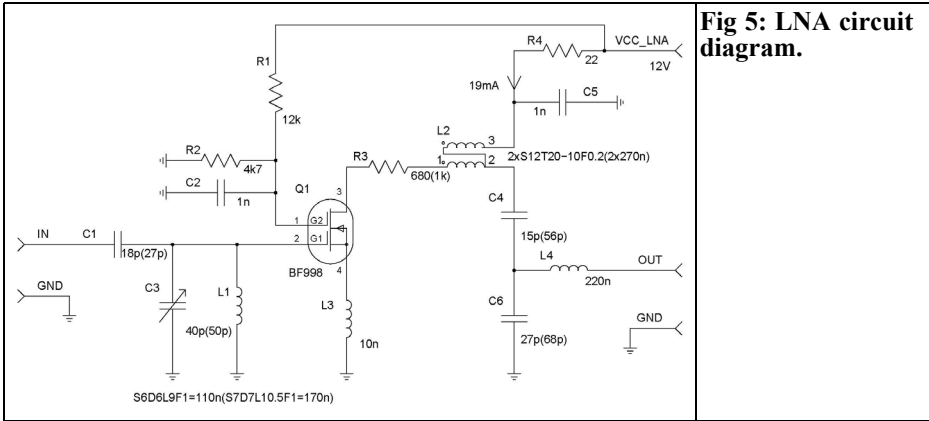 Fig 5: LNA circuit
diagram.
R4
VCC_LNA
22
12V
R1
19mA
C5
1n
12k
L2
3
2xS12T20-10F0.2(2x270n)
R2
1
2
4k7
R3
680(1k)
C2
Q1
3
1n
C4
1
G2
2
G1
15p(56p)
IN
C1
18p(27p)
BF998
4
L4
OUT
220n
GND
C3
L1
L3
C6
GND
40p(50p)
10n
27p(68p)
S6D6L9F1=110n(S7D7L10.5F1=170n)